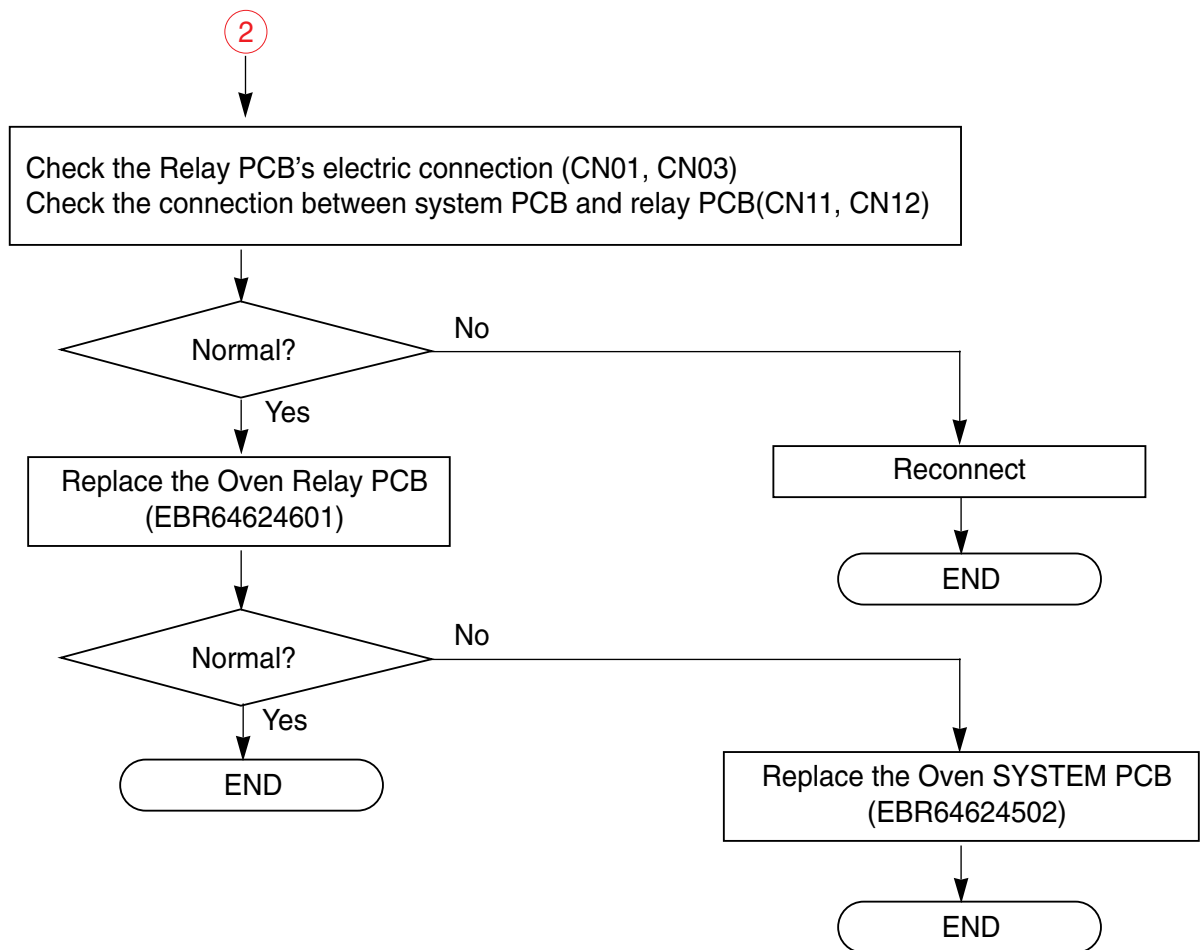 2
Check the Relay PCB's electric connection (CN01, CN03)
Check the connection between system PCB and relay PCB(CN11, CN12)
Normal?
No
Yes
Replace the Oven Relay PCB
(EBR64624601)
Reconnect
END
Normal?
No
Yes
END
Replace the Oven SYSTEM PCB
(EBR64624502)
END